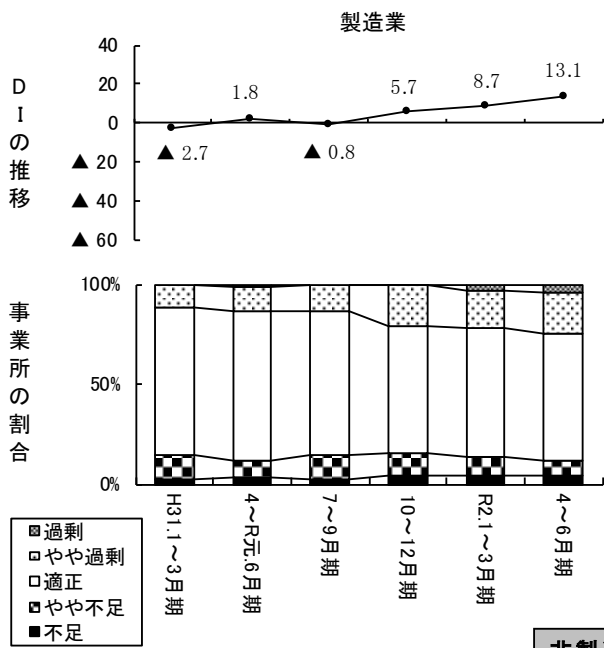 製造業
DIの推移
40
20
0
▲ 20
▲ 40
▲ 60
▲ 2.7
1.8
▲ 0.8
5.7
8.7
13.1
事業所の割合
100%
50%
0%
H31.1～3月期
4～R元.6月期
7～9月期
10～12月期
R2.1～3月期
4～6月期
過剰
やや過剰
適正
やや不足
不足